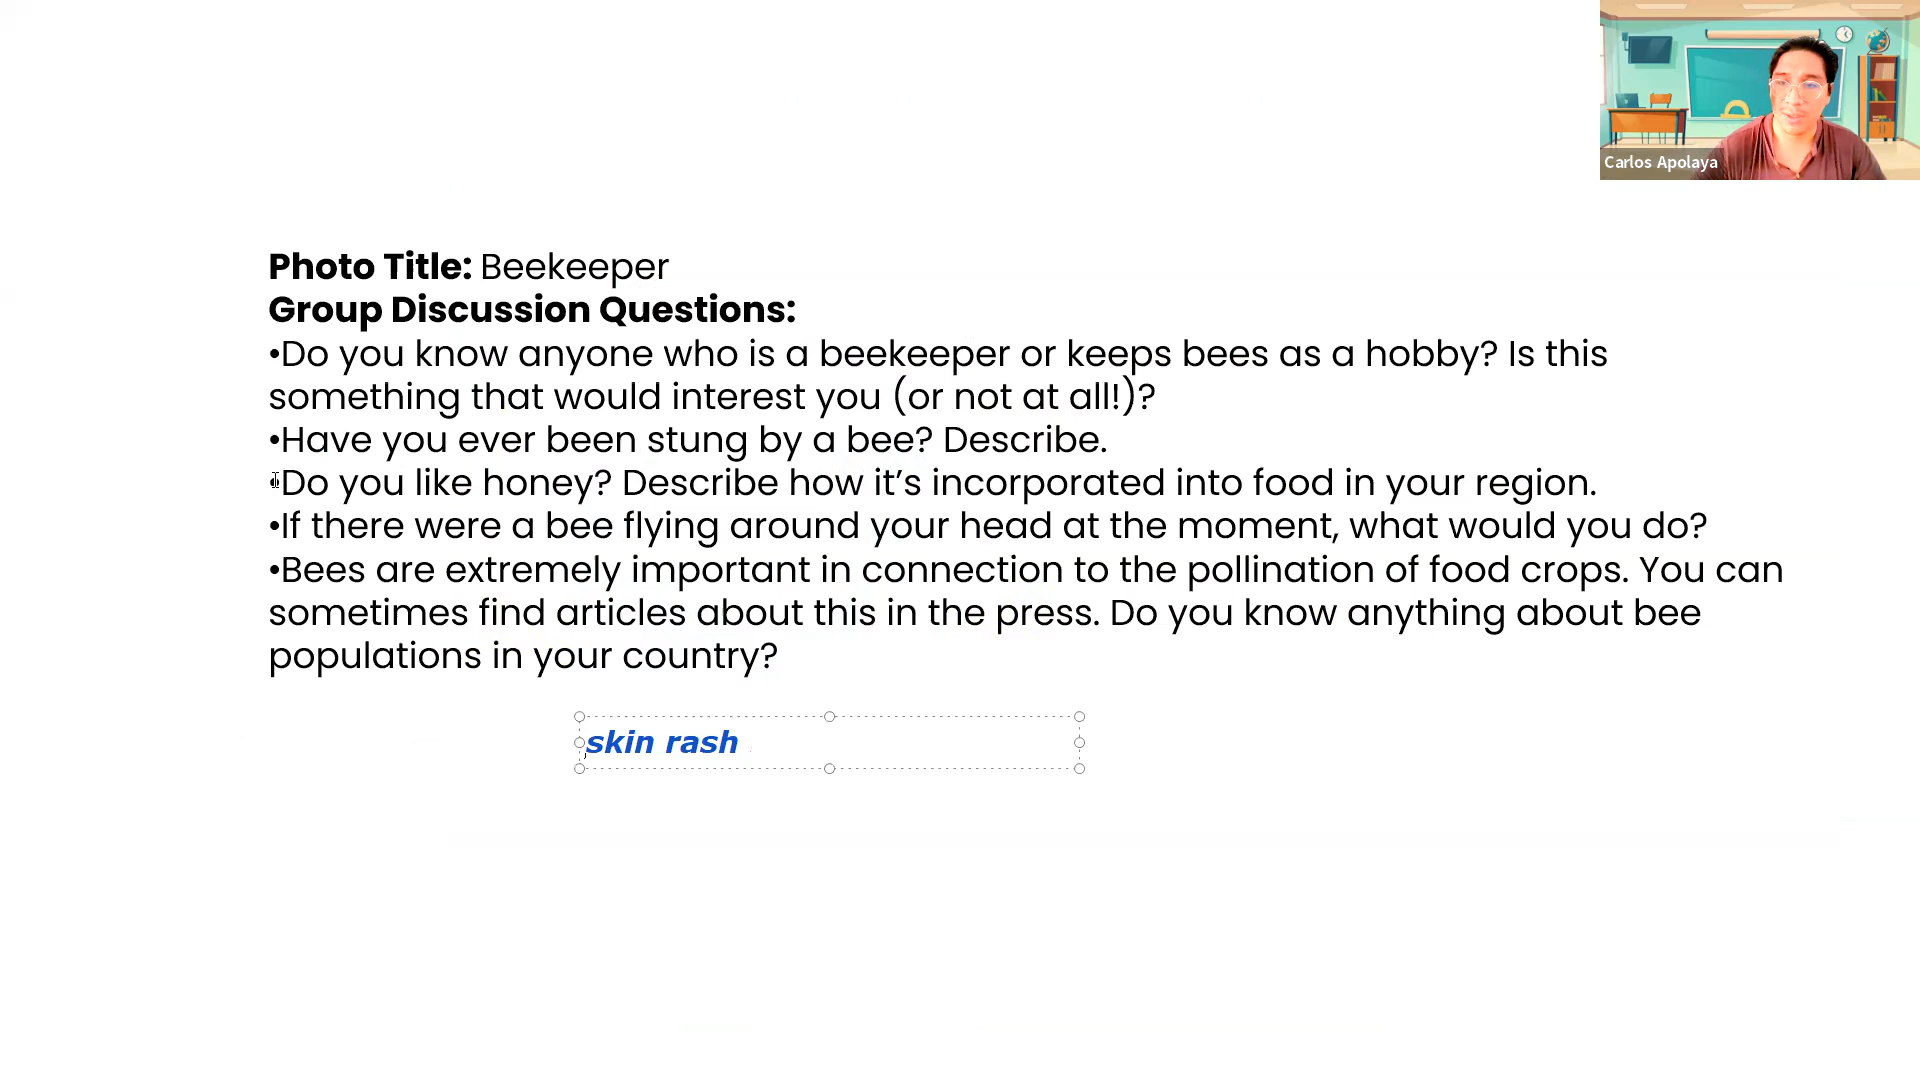 Carlos Apolaya
Photo Title: Beekeeper
Group Discussion Questions:
•Do you know anyone who is a beekeeper or keeps bees as a hobby? Is this
something that would interest you (or not at all!)?
•Have you ever been stung by a bee? Describe.
•Do you like honey? Describe how it’s incorporated into food in your region.
•If there were a bee flying around your head at the moment, what would you do?
•Bees are extremely important in connection to the pollination of food crops. You can
sometimes find articles about this in the press. Do you know anything about bee
populations in your country?
skin rash